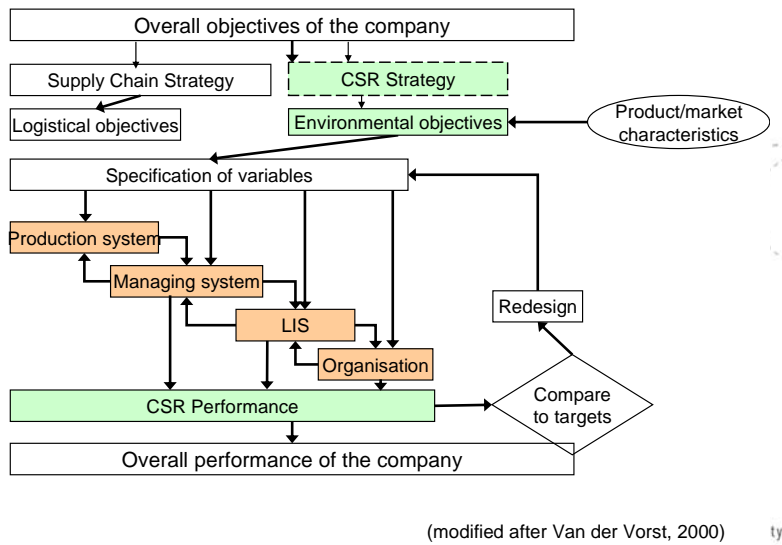 Overall objectives of the company
Supply Chain Strategy
CSR Strategy
Logistical objectives
Environmental objectives
Product/market
characteristics
Specification of variables
Production system
Managing system
LIS
Redesign
Organisation
CSR Performance
Compare
to targets
Overall performance of the company
(modified after Van der Vorst, 2000)
ty